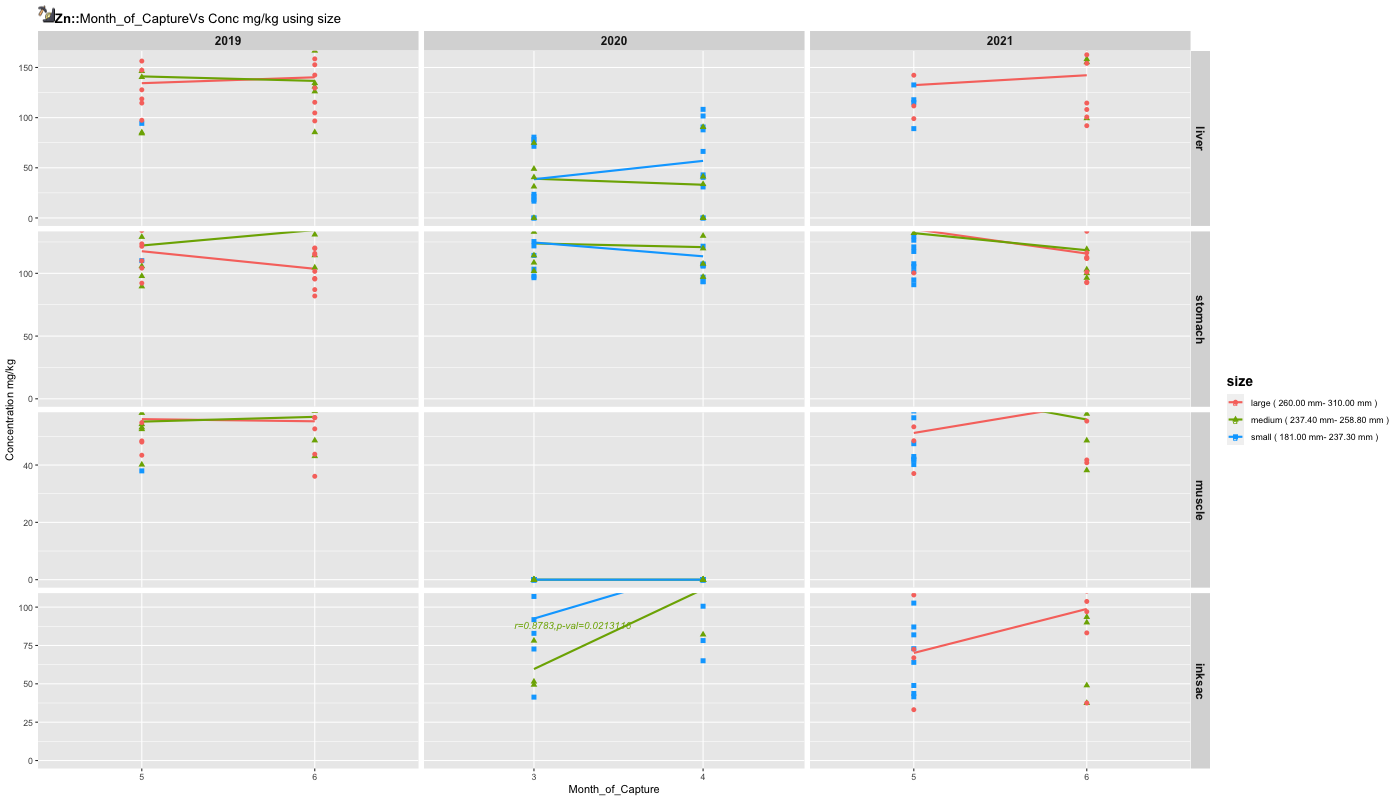 Zn::Month_of_CaptureVs Conc mg/kg using size
2019
2020
2021
150
100
50
0
liver
100
50
0
stomach
40
20
0
muscle
100
75
50
25
0
inksac
r=0.8783,p-val=0.0213116
5
6
3
4
5
6
Month_of_Capture
Concentration mg/kg
size
large ( 260.00 mm- 310.00 mm )
medium ( 237.40 mm- 258.80 mm )
small ( 181.00 mm- 237.30 mm )